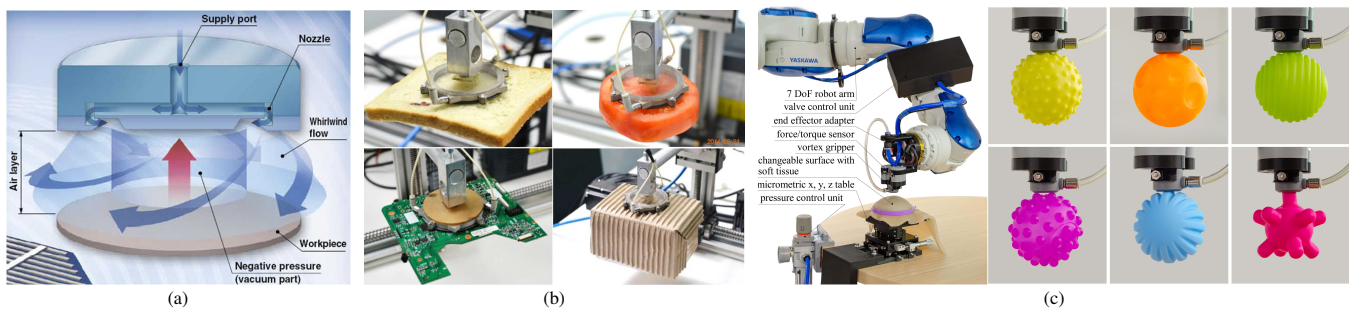 Supply port
Nozzle
Whirlwind
flow
Air layer
Workpiece
Negative pressure
(vacuum part)
(a)
(b)
YASKAWA
7 DoF robot arm
valve control unit
end effector adapter
force/torque sensor
vortex gripper
changeable surface with
soft tissue
micrometric x, y, z table
pressure control unit
(c)